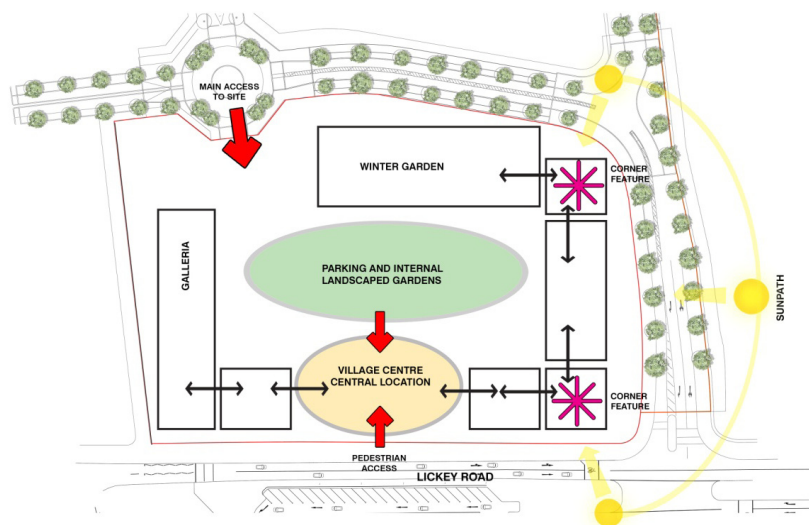 MAIN ACCESS
TO SITE
WINTER GARDEN
CORNER
FEATURE
GALLERIA
PARKING AND INTERNAL
LANDSCAPED GARDENS
SUNPATH
VILLAGE CENTRE
CENTRAL LOCATION
CORNER
FEATURE
PEDESTRIAN
ACCESS
LICKEY ROAD